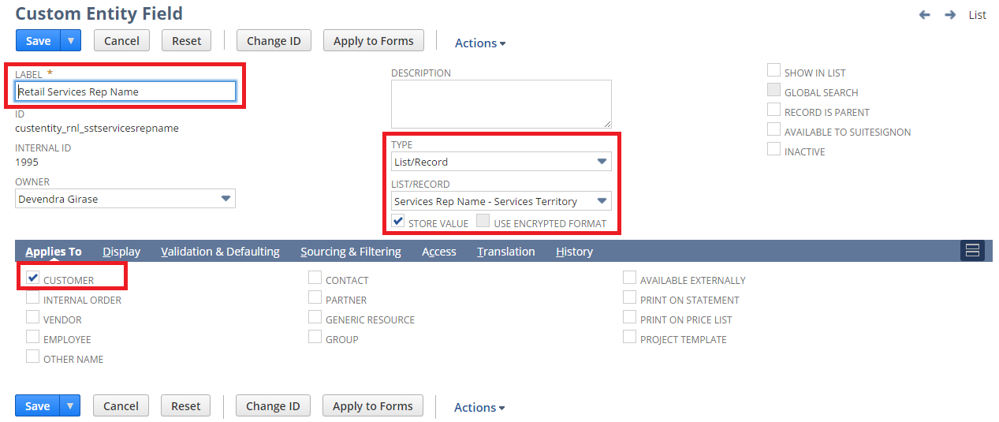 Custom Entity Field
List
Save Cancel Reset Change ID Apply to Forms Actions
LABEL *
Retail Services Rep Name
ID
custentity_rnl_sstservicesrepname
INTERNAL ID
1995
OWNER
Devendra Girase
DESCRIPTION
TYPE
List/Record
LIST/RECORD
Services Rep Name - Services Territory
STORE VALUE USE ENCRYPTED FORMAT
SHOW IN LIST
GLOBAL SEARCH
RECORD IS PARENT
AVAILABLE TO SUITESIGNON
INACTIVE
Applies To Display Validation & Defaulting Sourcing & Filtering Access Translation History
CUSTOMER
INTERNAL ORDER
VENDOR
EMPLOYEE
OTHER NAME
CONTACT
PARTNER
GENERIC RESOURCE
GROUP
AVAILABLE EXTERNALLY
PRINT ON STATEMENT
PRINT ON PRICE LIST
PROJECT TEMPLATE
Save Cancel Reset Change ID Apply to Forms Actions